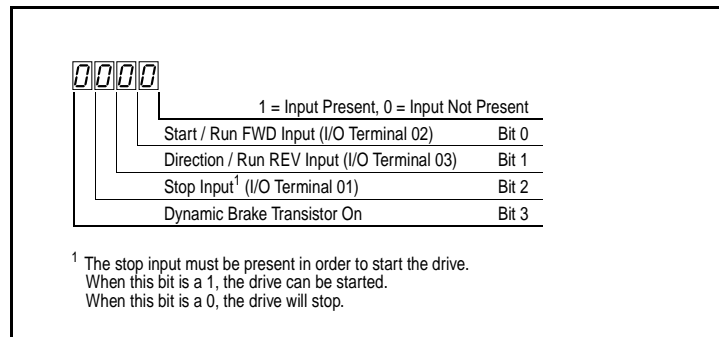 0000
1 = Input Present, 0 = Input Not Present
Start / Run FWD Input (I/O Terminal 02) Bit 0
Direction / Run REV Input (I/O Terminal 03) Bit 1
Stop Input1 (I/O Terminal 01) Bit 2
Dynamic Brake Transistor On Bit 3
1 The stop input must be present in order to start the drive.
When this bit is a 1, the drive can be started.
When this bit is a 0, the drive will stop.